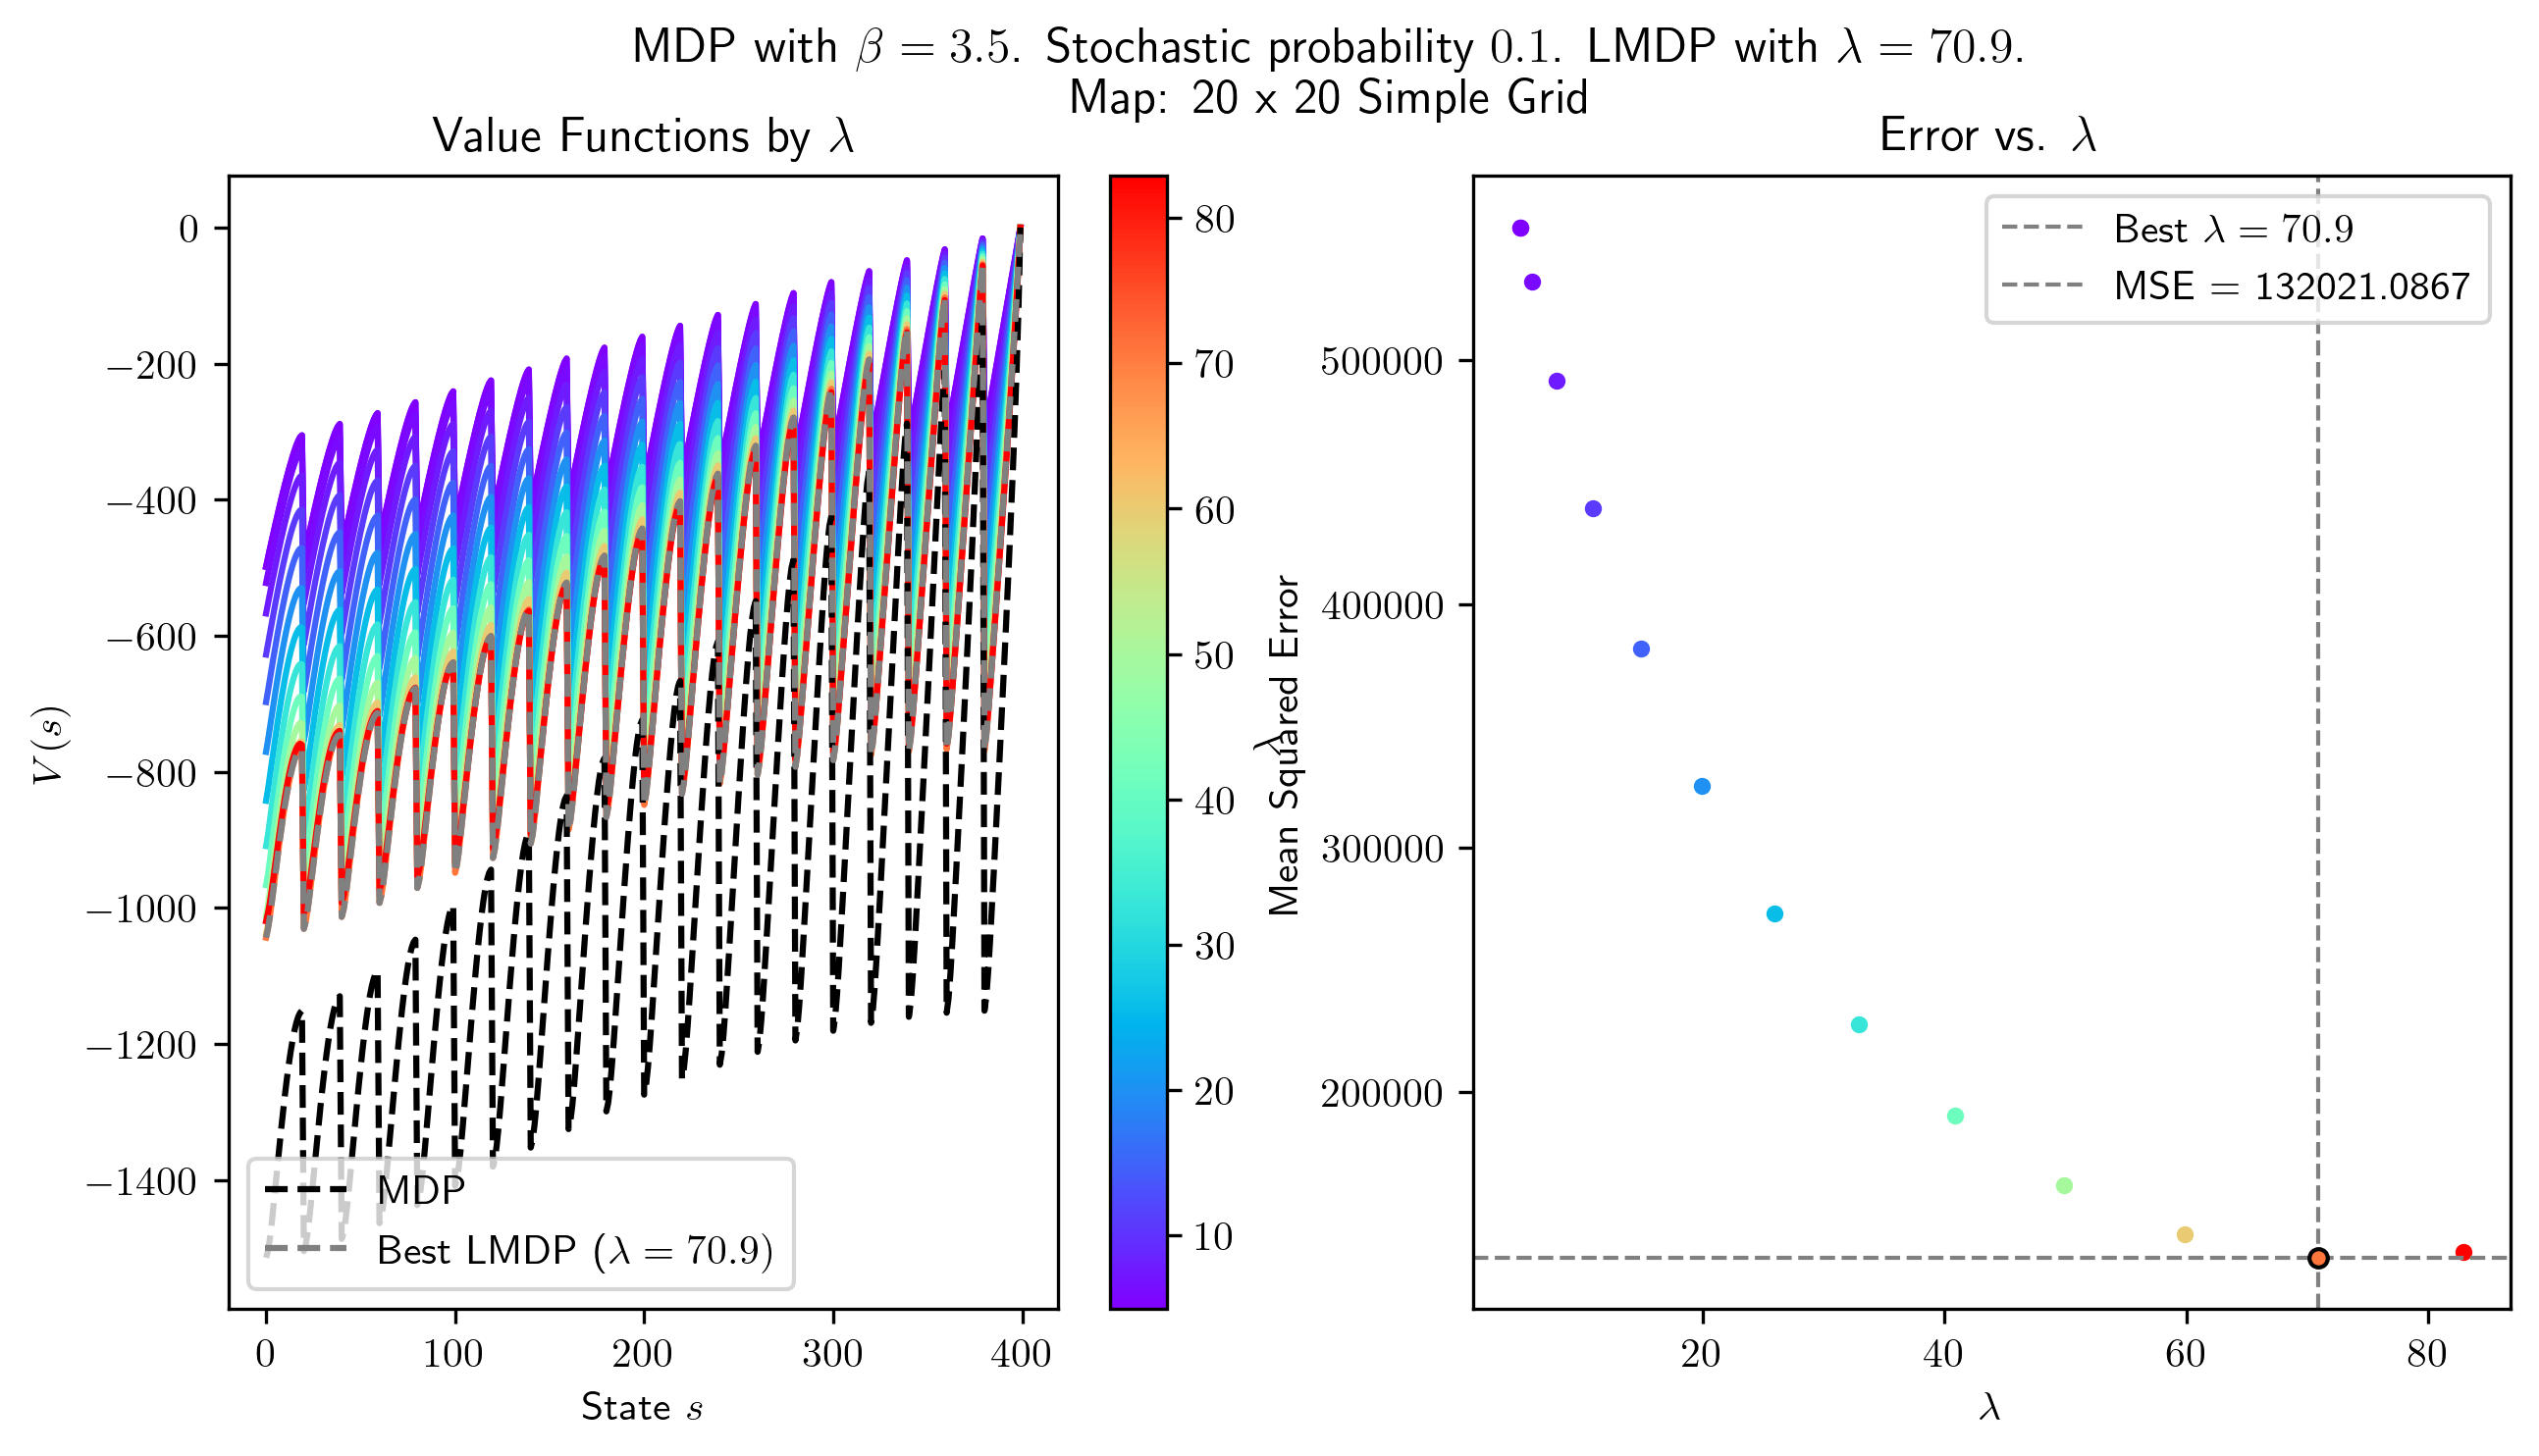 MDP with β = 3.5. Stochastic probability 0.1. LMDP with λ = 70.9.
Map: 20 x 20 Simple Grid
Value Functions by λ
V(s)
0
−200
−400
−600
−800
−1000
−1200
−1400
MDP
Best LMDP (λ = 70.9)
0
100
200
300
400
State s
80
70
60
50
40
30
20
10
λ
Error vs. λ
Mean Squared Error
500000
400000
300000
200000
Best λ = 70.9
MSE = 132021.0867
20
40
60
80
λ